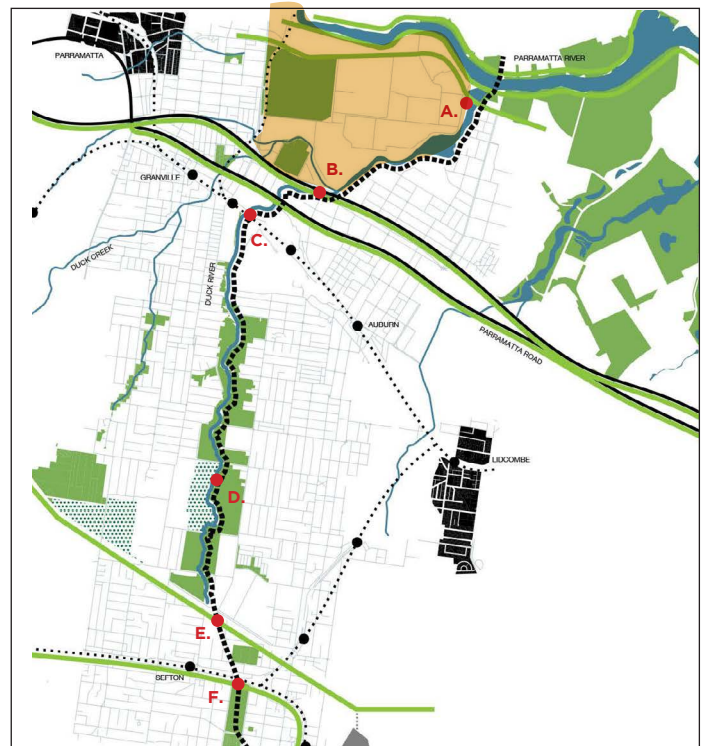 PARRAMATTA
PARRAMATTA RIVER
A.
B.
GRANVILLE
C.
DUCK CREEK
DUCK RIVER
AUBURN
PARRAMATTA ROAD
LIDCOMBE
D.
E.
SEFTON
F.